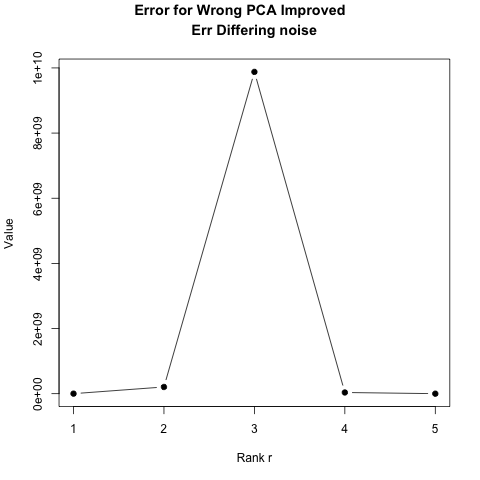 Error for Wrong PCA Improved
Err Differing noise
1e+10
8e+09
6e+09
4e+09
2e+09
0e+00
Value
1 2 3 4 5
Rank r